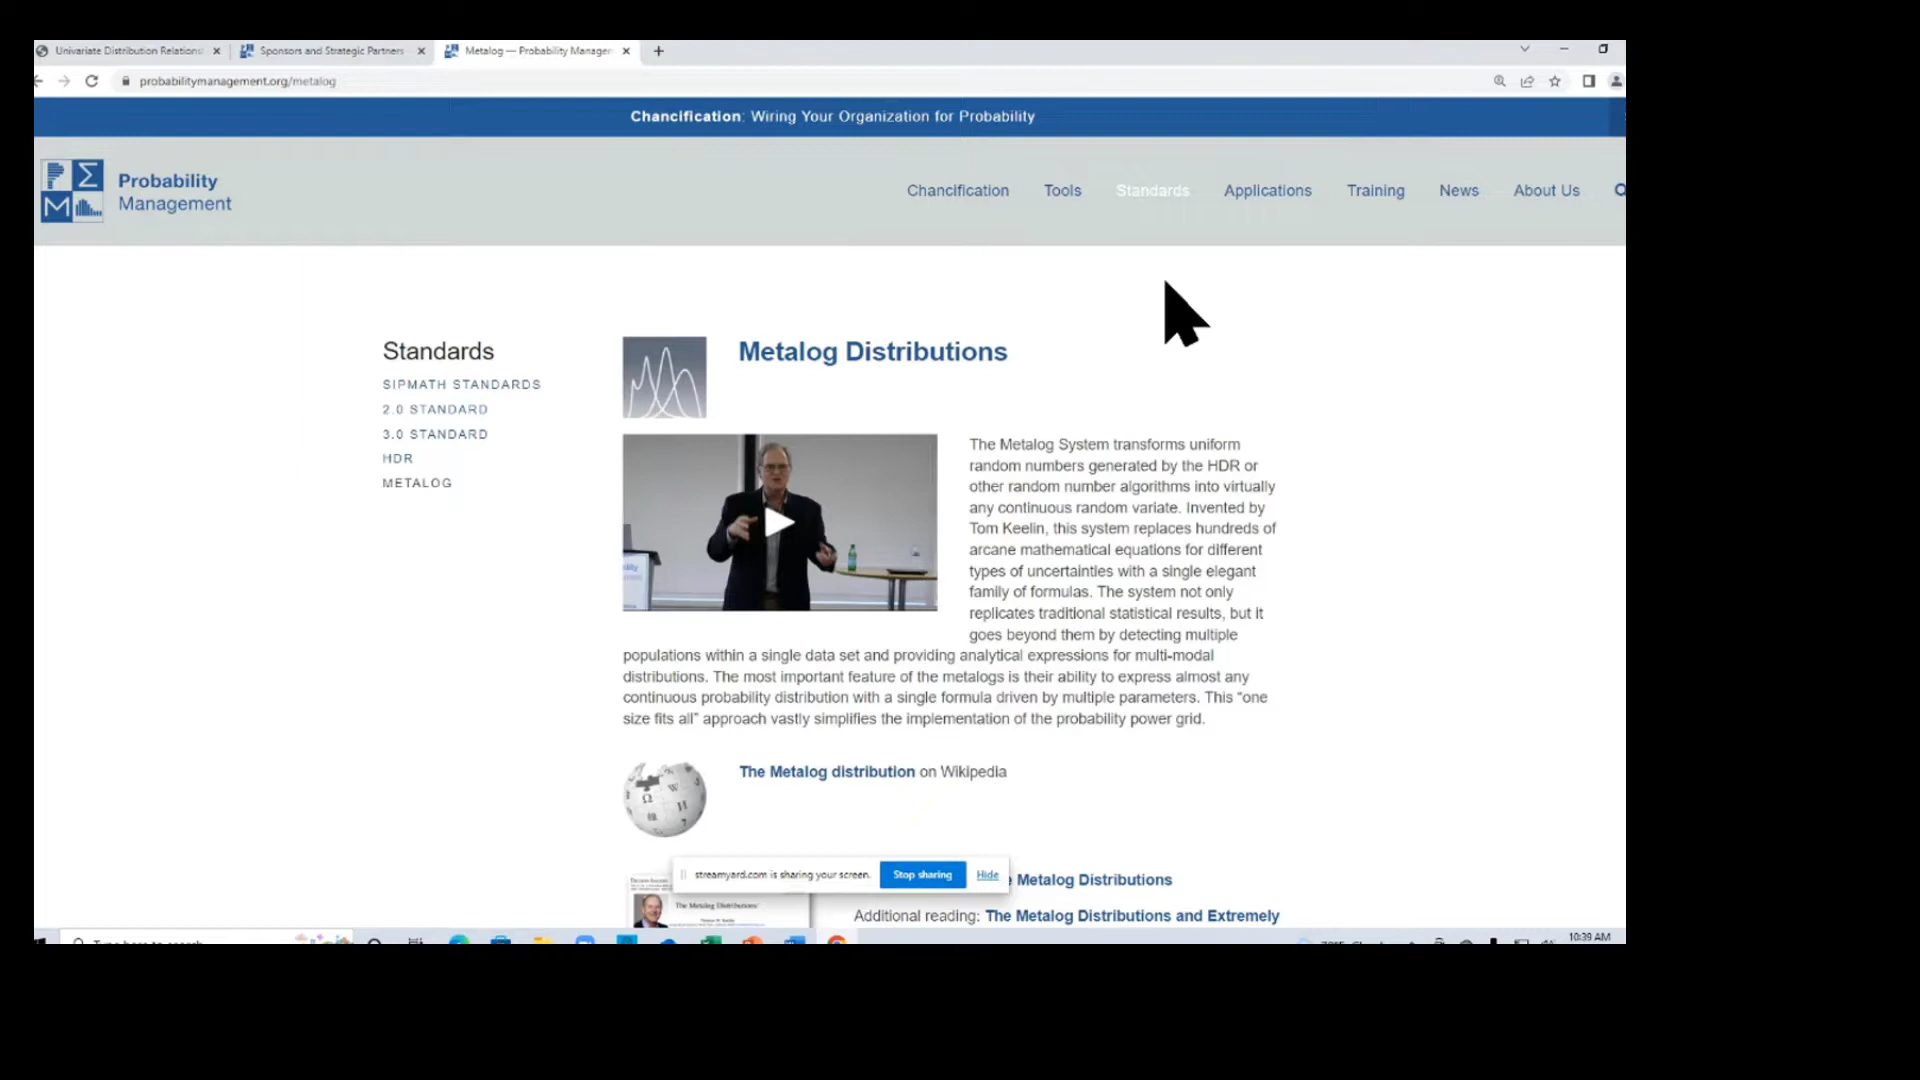 Univariate Distribution Relations
Sponsors and Strategic Partners
Metalog — Probability Manager
probabilitymanagement.org/metalog
Chancification: Wiring Your Organization for Probability
Probability
Management
Chancification
Tools
Standards
Applications
Training
News
About Us
Standards
SIPMATH STANDARDS
2.0 STANDARD
3.0 STANDARD
HDR
METALOG
Metalog Distributions
The Metalog System transforms uniform
random numbers generated by the HDR or
other random number algorithms into virtually
any continuous random variate. Invented by
Tom Keelin, this system replaces hundreds of
arcane mathematical equations for different
types of uncertainties with a single elegant
family of formulas. The system not only
replicates traditional statistical results, but it
goes beyond them by detecting multiple
populations within a single data set and providing analytical expressions for multi-modal
distributions. The most important feature of the metalogs is their ability to express almost any
continuous probability distribution with a single formula driven by multiple parameters. This “one
size fits all” approach vastly simplifies the implementation of the probability power grid.
The Metalog distribution on Wikipedia
streamyard.com is sharing your screen.
Stop sharing
Hide
Metalog Distributions
The Metalog Distributions
Additional reading: The Metalog Distributions and Extremely
10:39 AM